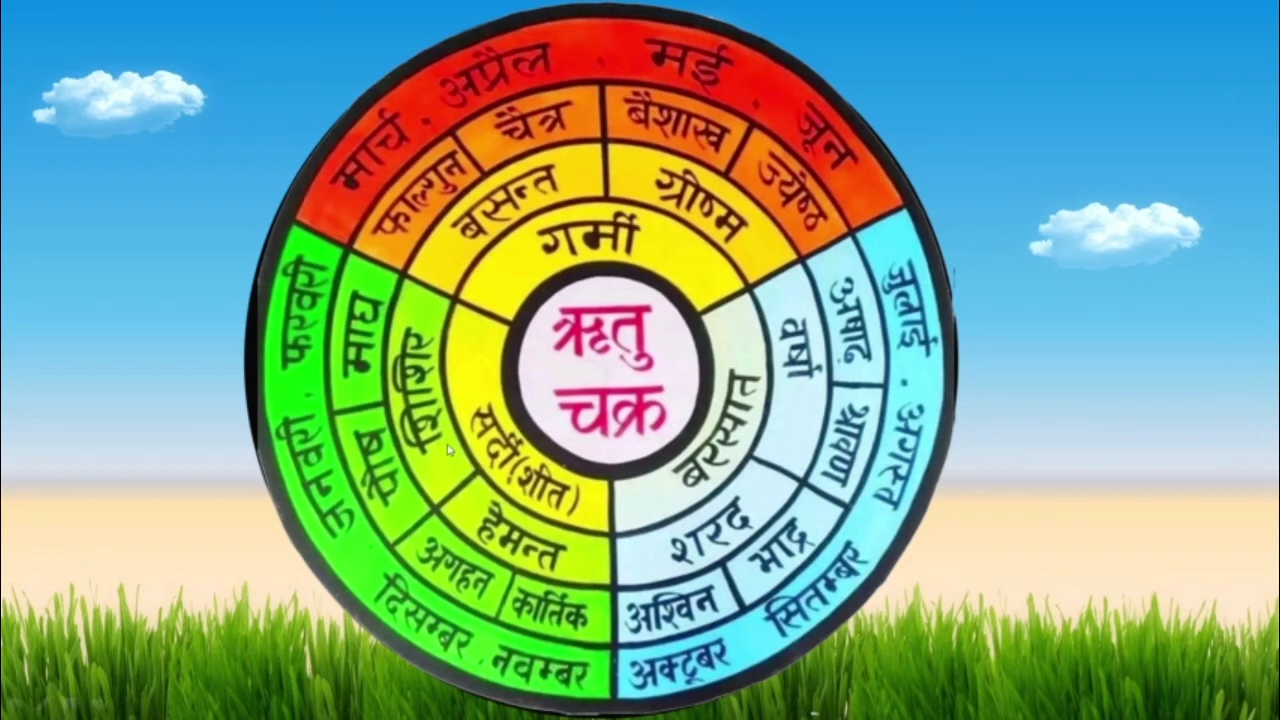 ऋतु
चक्र
गर्मी
बरसात
सर्दी(शीत)
बसन्त
ग्रीष्म
वर्षा
शरद
हेमन्त
शिशिर
फाल्गुन
चैत्र
बैशाख
ज्येष्ठ
अषाढ़
श्रावण
भाद्र
अश्विन
कार्तिक
अगहन
पौष
माघ
मार्च . अप्रैल . मई . जून
जुलाई . अगस्त
सितम्बर
अक्टूबर
नवम्बर
दिसम्बर
जनवरी . फरवरी